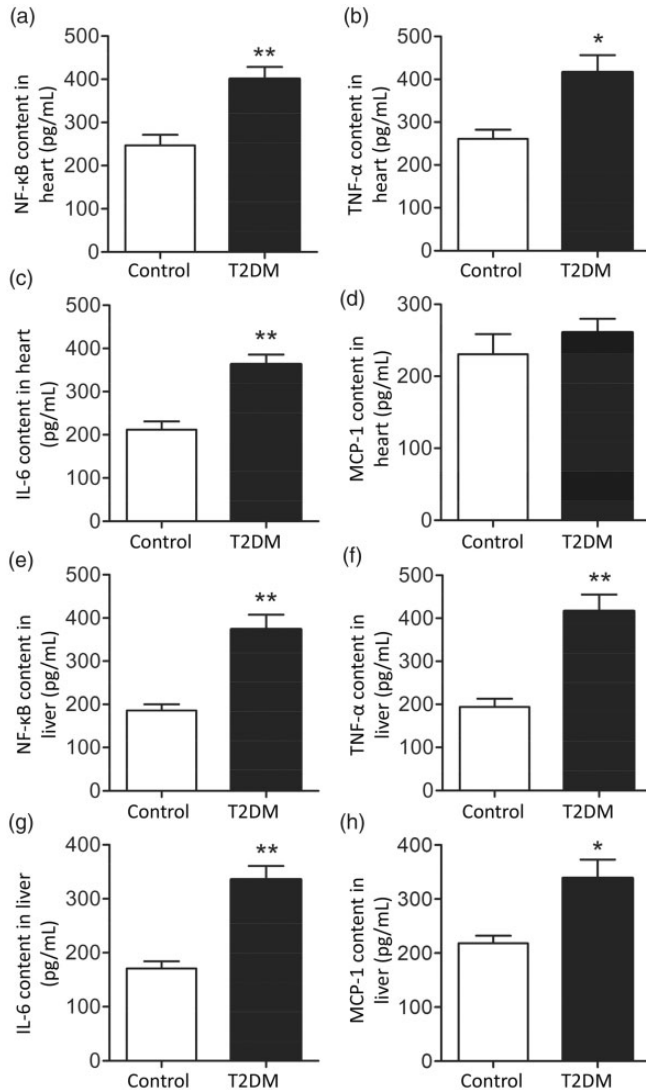 (a)
NF-κB content in
heart (pg/mL)
500
400
300
200
100
0
**
Control
T2DM
(b)
TNF-α content in
heart (pg/mL)
500
400
300
200
100
0
*
Control
T2DM
(c)
IL-6 content in heart
(pg/mL)
500
400
300
200
100
0
**
Control
T2DM
(d)
MCP-1 content in
heart (pg/mL)
300
200
100
0
Control
T2DM
(e)
NF-κB content in
liver (pg/mL)
500
400
300
200
100
0
**
Control
T2DM
(f)
TNF-α content in
liver (pg/mL)
500
400
300
200
100
0
**
Control
T2DM
(g)
IL-6 content in liver
(pg/mL)
400
300
200
100
0
**
Control
T2DM
(h)
MCP-1 content in
liver (pg/mL)
400
300
200
100
0
*
Control
T2DM